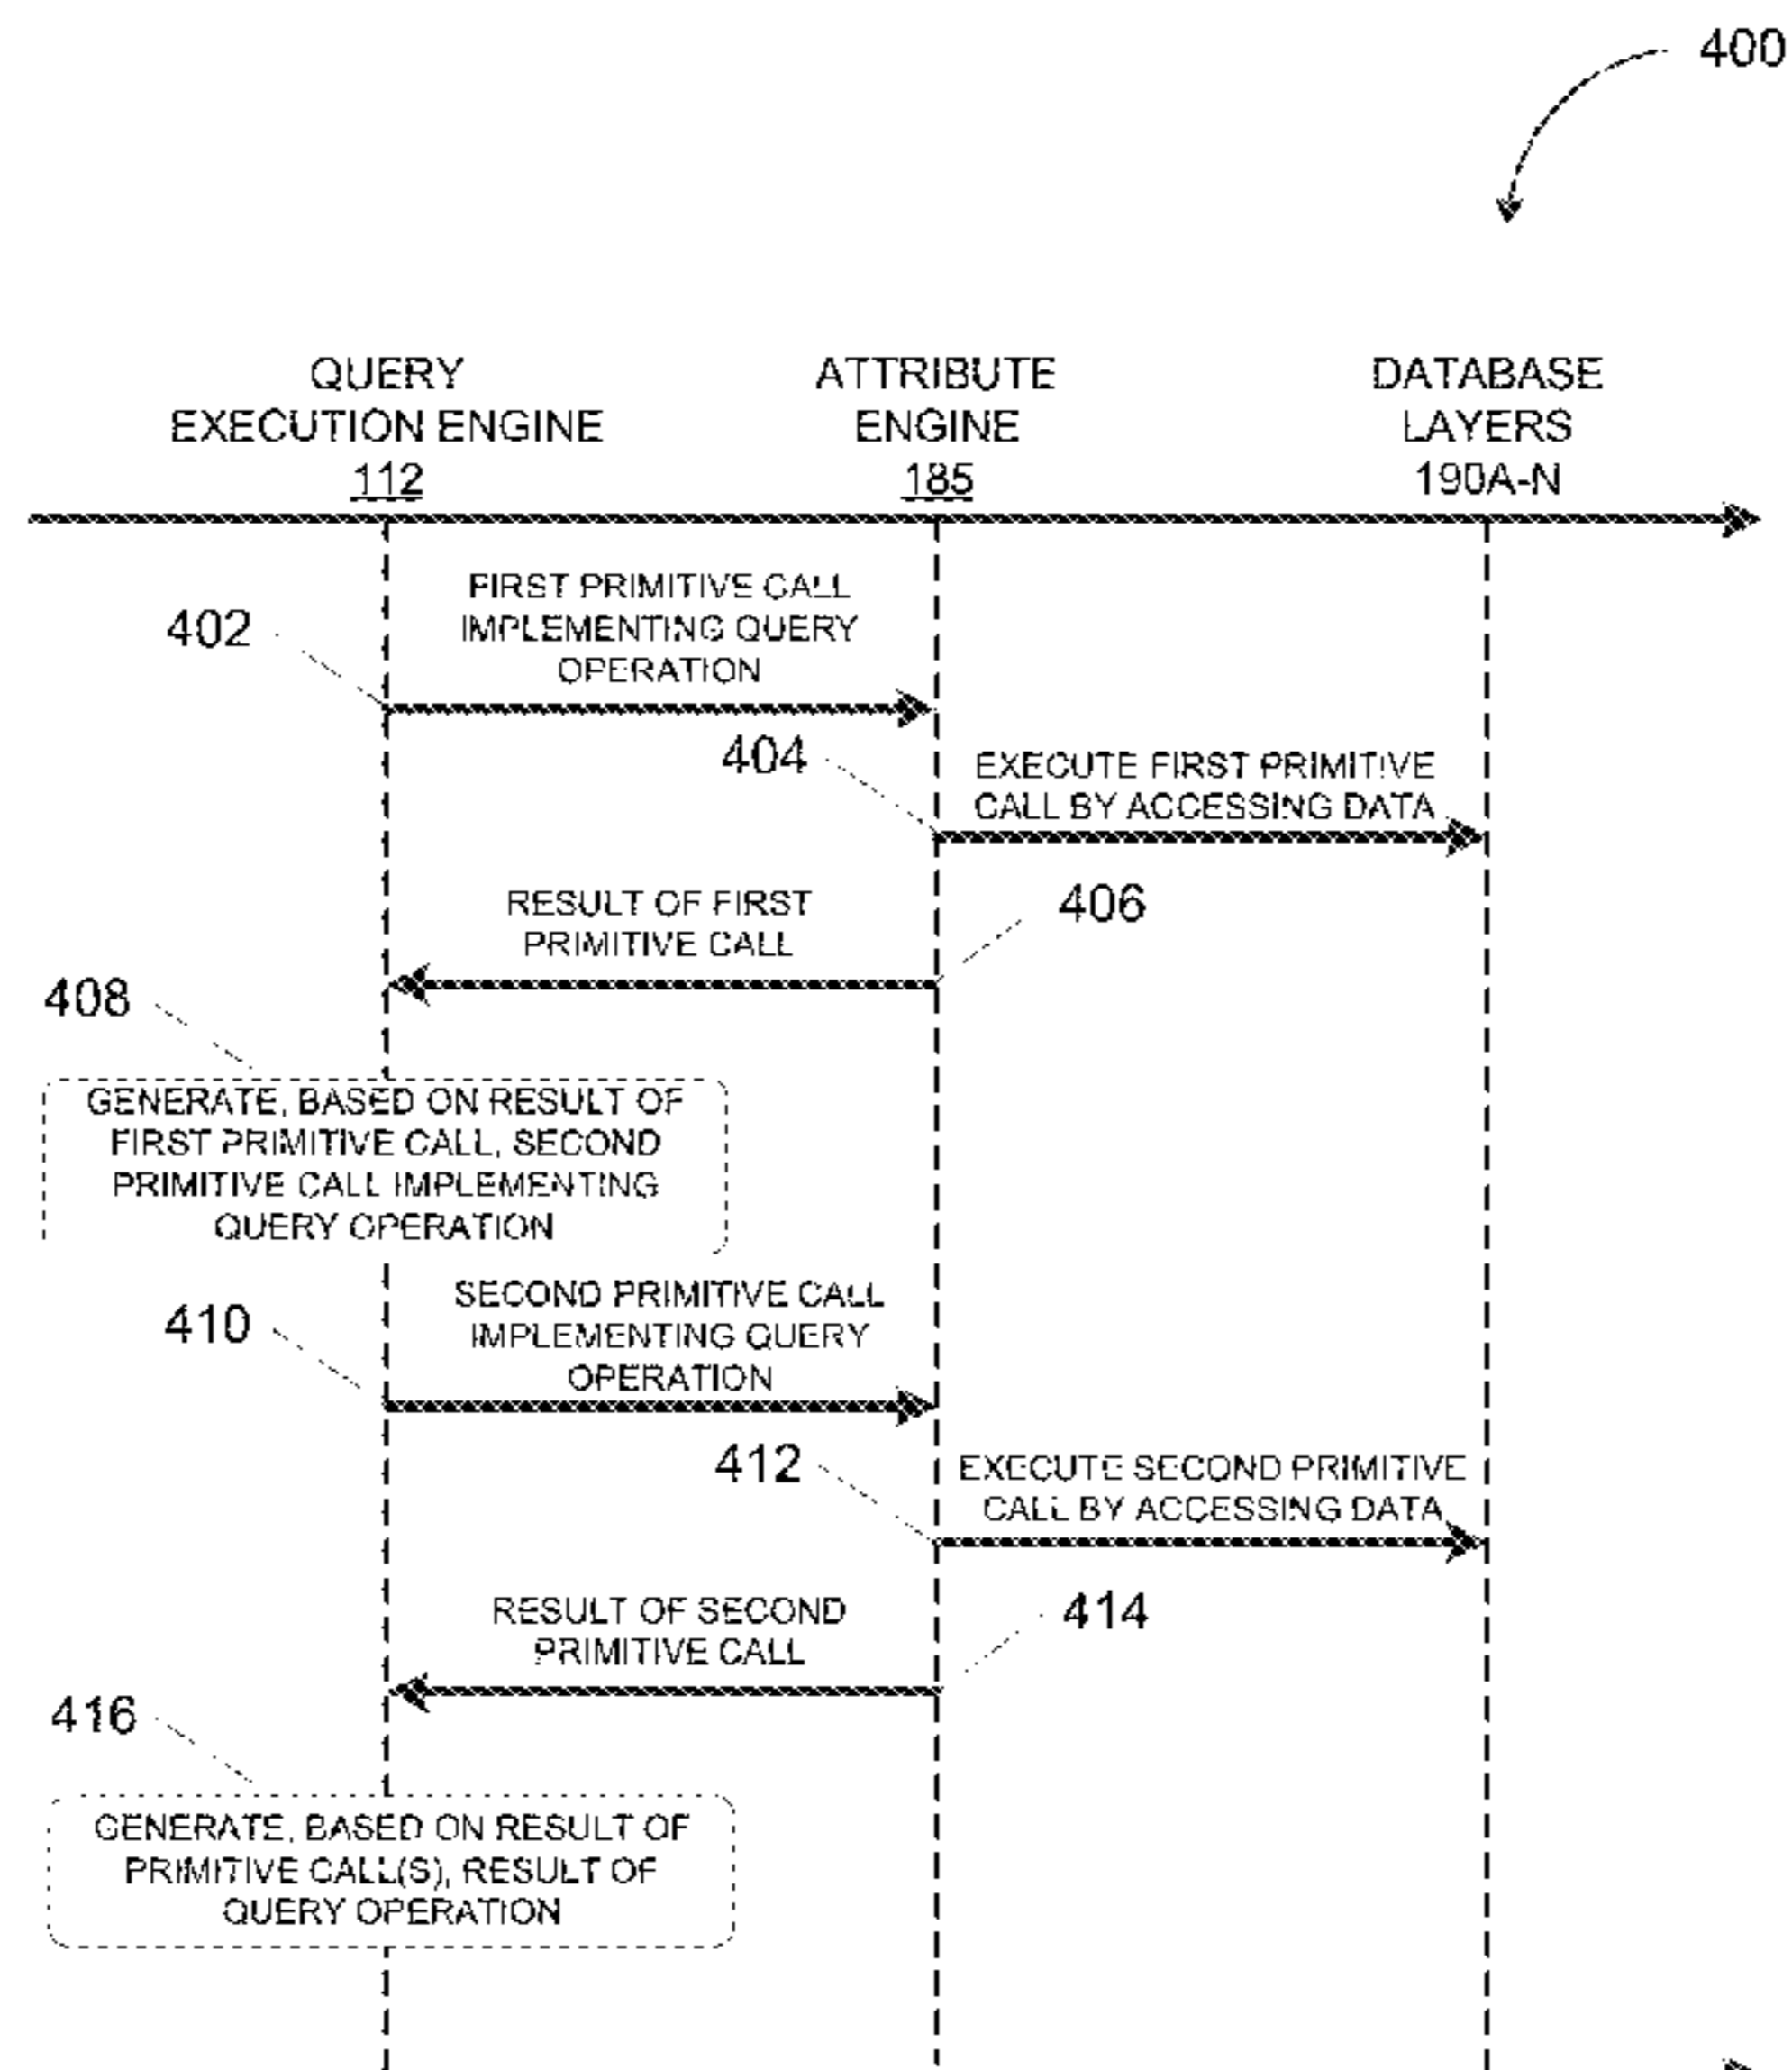 400
QUERY
EXECUTION ENGINE
112
ATTRIBUTE
ENGINE
185
DATABASE
LAYERS
190A-N
402
FIRST PRIMITIVE CALL
IMPLEMENTING QUERY
OPERATION
404
EXECUTE FIRST PRIMITIVE
CALL BY ACCESSING DATA
RESULT OF FIRST
PRIMITIVE CALL
406
408
GENERATE, BASED ON RESULT OF
FIRST PRIMITIVE CALL, SECOND
PRIMITIVE CALL IMPLEMENTING
QUERY OPERATION
410
SECOND PRIMITIVE CALL
IMPLEMENTING QUERY
OPERATION
412
EXECUTE SECOND PRIMITIVE
CALL BY ACCESSING DATA
RESULT OF SECOND
PRIMITIVE CALL
414
416
GENERATE, BASED ON RESULT OF
PRIMITIVE CALL(S), RESULT OF
QUERY OPERATION